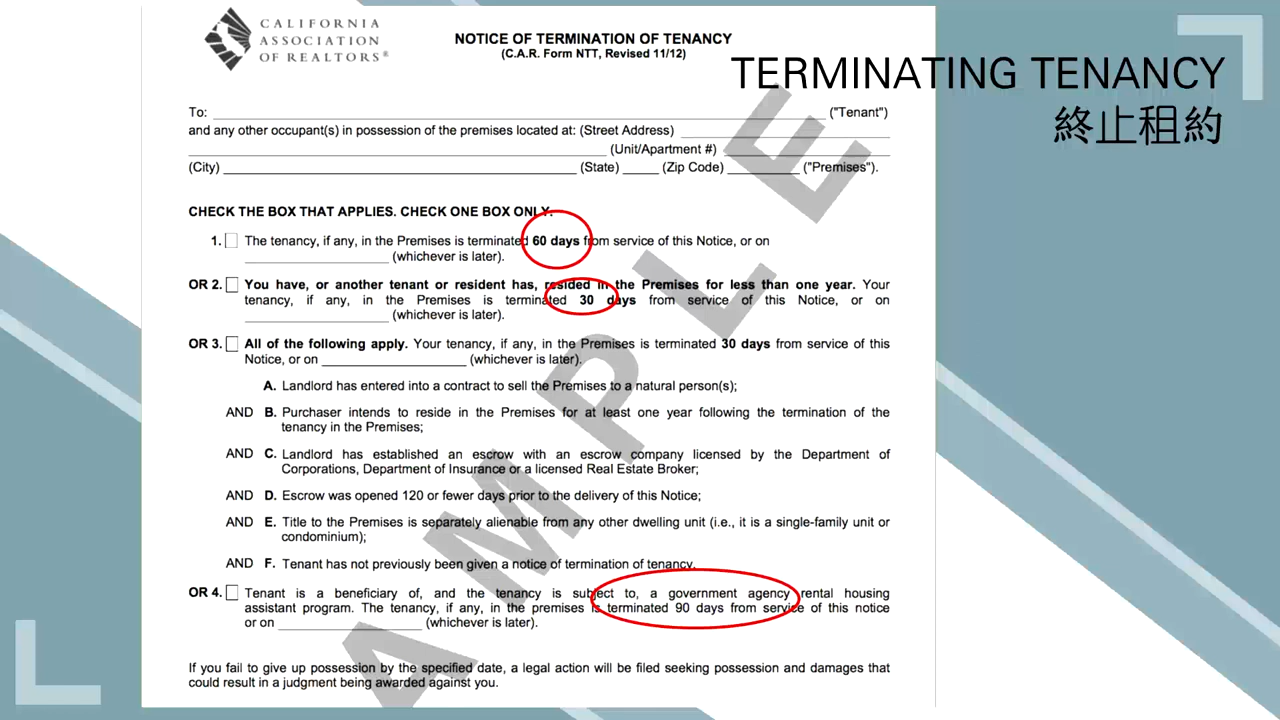 CALIFORNIA
ASSOCIATION
OF REALTORS®
NOTICE OF TERMINATION OF TENANCY
(C.A.R. Form NTT, Revised 11/12)
TERMINATING TENANCY
終止租約
To: ("Tenant")
and any other occupant(s) in possession of the premises located at: (Street Address)
(Unit/Apartment #)
(City) (State) (Zip Code) ("Premises").
CHECK THE BOX THAT APPLIES. CHECK ONE BOX ONLY:
1. The tenancy, if any, in the Premises is terminated 60 days from service of this Notice, or on
(whichever is later).
OR 2. You have, or another tenant or resident has, resided in the Premises for less than one year. Your
tenancy, if any, in the Premises is terminated 30 days from service of this Notice, or on
(whichever is later).
OR 3. All of the following apply. Your tenancy, if any, in the Premises is terminated 30 days from service of this
Notice, or on (whichever is later).
A. Landlord has entered into a contract to sell the Premises to a natural person(s);
AND B. Purchaser intends to reside in the Premises for at least one year following the termination of the
tenancy in the Premises;
AND C. Landlord has established an escrow with an escrow company licensed by the Department of
Corporations, Department of Insurance or a licensed Real Estate Broker;
AND D. Escrow was opened 120 or fewer days prior to the delivery of this Notice;
AND E. Title to the Premises is separately alienable from any other dwelling unit (i.e., it is a single-family unit or
condominium);
AND F. Tenant has not previously been given a notice of termination of tenancy.
OR 4. Tenant is a beneficiary of, and the tenancy is subject to, a government agency rental housing
assistant program. The tenancy, if any, in the premises is terminated 90 days from service of this notice
or on (whichever is later).
If you fail to give up possession by the specified date, a legal action will be filed seeking possession and damages that
could result in a judgment being awarded against you.
AMPLE